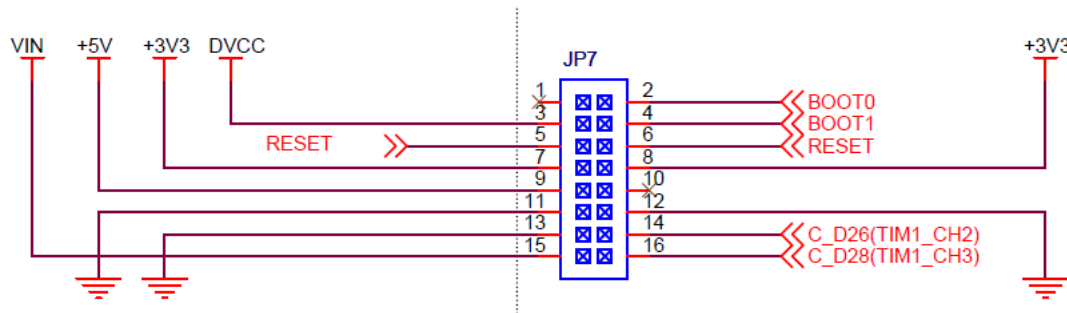 VIN +5V +3V3 DVCC +3V3
JP7
1 2 BOOT0
3 4 BOOT1
RESET 5 6 RESET
7 8
9 10
11 12
13 14 C_D26(TIM1_CH2)
15 16 C_D28(TIM1_CH3)